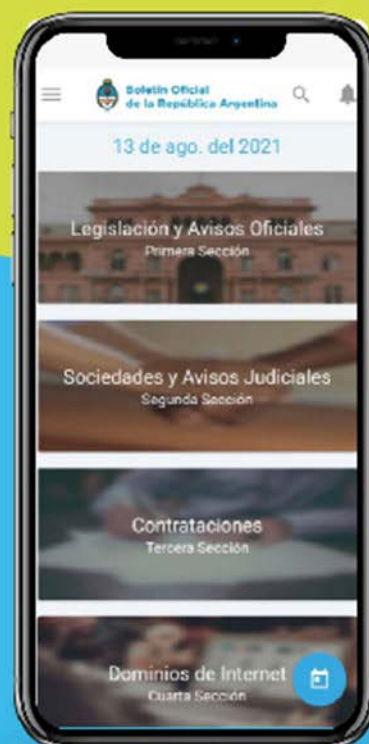 Boletín Oficial
de la República Argentina
13 de ago. del 2021
Legislación y Avisos Oficiales
Primera Sección
Sociedades y Avisos Judiciales
Segunda Sección
Contrataciones
Tercera Sección
Dominios de Internet
Cuarta Sección